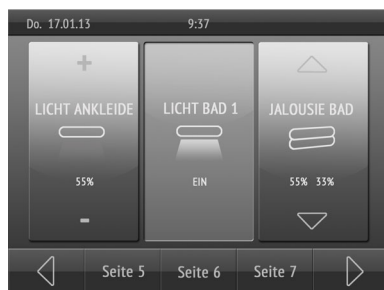 Do. 17.01.13
9:37
+
LICHT ANKLEIDE
55%
-
LICHT BAD 1
EIN
JALOUSIE BAD
55% 33%
Seite 5
Seite 6
Seite 7